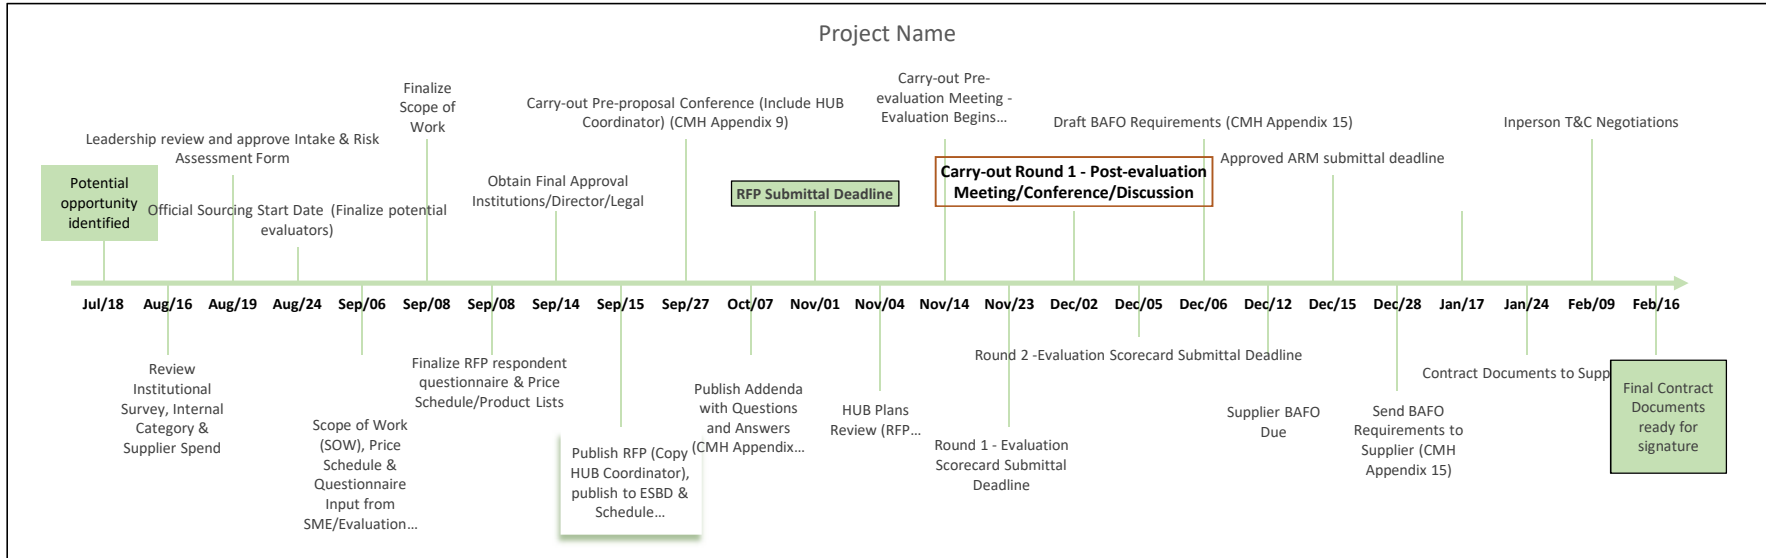 Project Name
Finalize
Scope of
Work
Carry-out Pre-
evaluation Meeting -
Evaluation Begins…
Carry-out Pre-proposal Conference (Include HUB
Coordinator) (CMH Appendix 9)
Draft BAFO Requirements (CMH Appendix 15)
Inperson T&C Negotiations
Leadership review and approve Intake & Risk
Assessment Form
Approved ARM submittal deadline
Potential
opportunity
identified
Obtain Final Approval
Institutions/Director/Legal
RFP Submittal Deadline
Carry-out Round 1 - Post-evaluation
Meeting/Conference/Discussion
Official Sourcing Start Date (Finalize potential
evaluators)
Jul/18 Aug/16 Aug/19 Aug/24 Sep/06 Sep/08 Sep/08 Sep/14 Sep/15 Sep/27 Oct/07 Nov/01 Nov/04 Nov/14 Nov/23 Dec/02 Dec/05 Dec/06 Dec/12 Dec/15 Dec/28 Jan/17 Jan/24 Feb/09 Feb/16
Review
Institutional
Survey, Internal
Category &
Supplier Spend
Scope of Work
(SOW), Price
Schedule &
Questionnaire
Input from
SME/Evaluation…
Finalize RFP respondent
questionnaire & Price
Schedule/Product Lists
Publish RFP (Copy
HUB Coordinator),
publish to ESBD &
Schedule…
Publish Addenda
with Questions
and Answers
(CMH Appendix…
HUB Plans
Review (RFP…
Round 1 - Evaluation
Scorecard Submittal
Deadline
Round 2 -Evaluation Scorecard Submittal Deadline
Supplier BAFO
Due
Send BAFO
Requirements to
Supplier (CMH
Appendix 15)
Contract Documents to Supp
Final Contract
Documents
ready for
signature